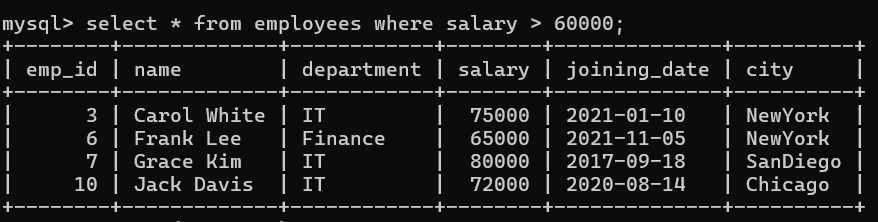 mysql> select * from employees where salary > 60000;
+--------+-------------+------------+--------+--------------+----------+
| emp_id | name        | department | salary | joining_date | city     |
+--------+-------------+------------+--------+--------------+----------+
|      3 | Carol White | IT         |  75000 | 2021-01-10   | NewYork  |
|      6 | Frank Lee   | Finance    |  65000 | 2021-11-05   | NewYork  |
|      7 | Grace Kim   | IT         |  80000 | 2017-09-18   | SanDiego |
|     10 | Jack Davis  | IT         |  72000 | 2020-08-14   | Chicago  |
+--------+-------------+------------+--------+--------------+----------+